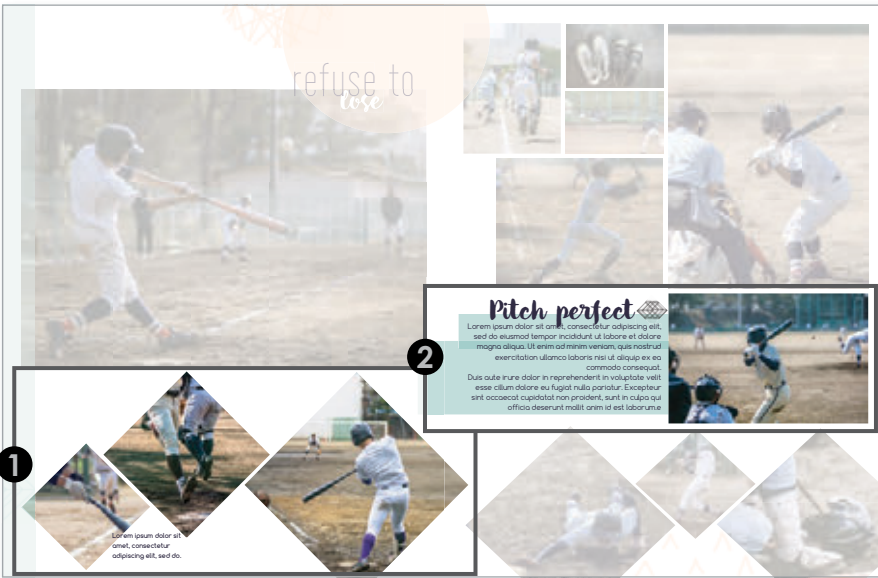 refuse to
lose
Pitch perfect
Lorem ipsum dolor sit amet, consectetur adipiscing elit,
sed do eiusmod tempor incididunt ut labore et dolore
magna aliqua. Ut enim ad minim veniam, quis nostrud
exercitation ullamco laboris nisi ut aliquip ex ea
commodo consequat.
Duis aute irure dolor in reprehenderit in voluptate velit
esse cillum dolore eu fugiat nulla pariatur. Excepteur
sint occaecat cupidatat non proident, sunt in culpa qui
officia deserunt mollit anim id est laborum.e
2
1
Lorem ipsum dolor sit
amet, consectetur
adipiscing elit, sed do.